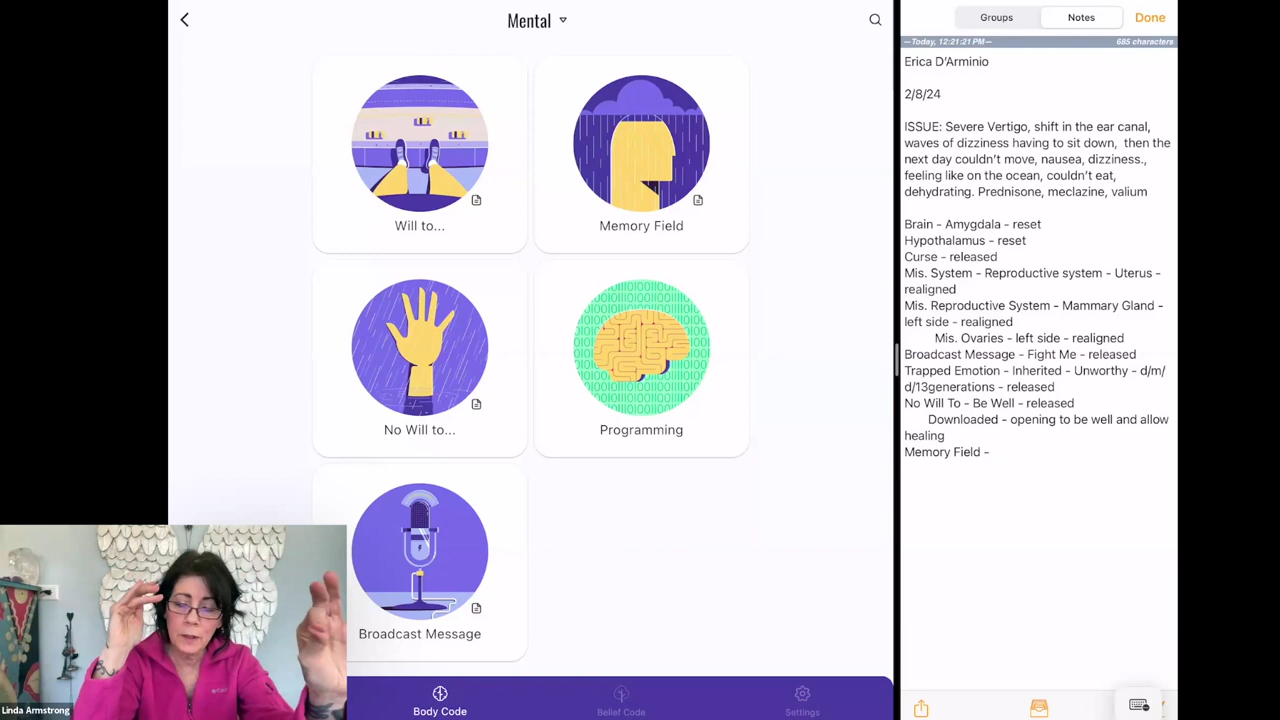 Mental
Will to...
Memory Field
No Will to...
Programming
Broadcast Message
Body Code
Belief Code
Settings
Linda Armstrong
Groups
Notes
Done
—Today, 12:21:21 PM—
685 characters
Erica D'Arminio
2/8/24
ISSUE: Severe Vertigo, shift in the ear canal,
waves of dizziness having to sit down,  then the
next day couldn't move, nausea, dizziness.,
feeling like on the ocean, couldn't eat,
dehydrating. Prednisone, meclazine, valium
Brain - Amygdala - reset
Hypothalamus - reset
Curse - released
Mis. System - Reproductive system - Uterus -
realigned
Mis. Reproductive System - Mammary Gland -
left side - realigned
Mis. Ovaries - left side - realigned
Broadcast Message - Fight Me - released
Trapped Emotion - Inherited - Unworthy - d/m/
d/13generations - released
No Will To - Be Well - released
Downloaded - opening to be well and allow
healing
Memory Field -